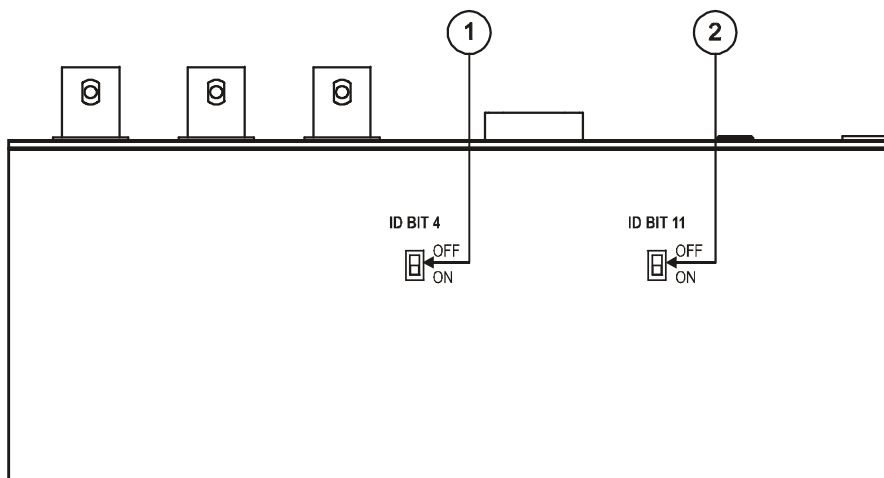 1
2
ID BIT 4
OFF
ON
ID BIT 11
OFF
ON